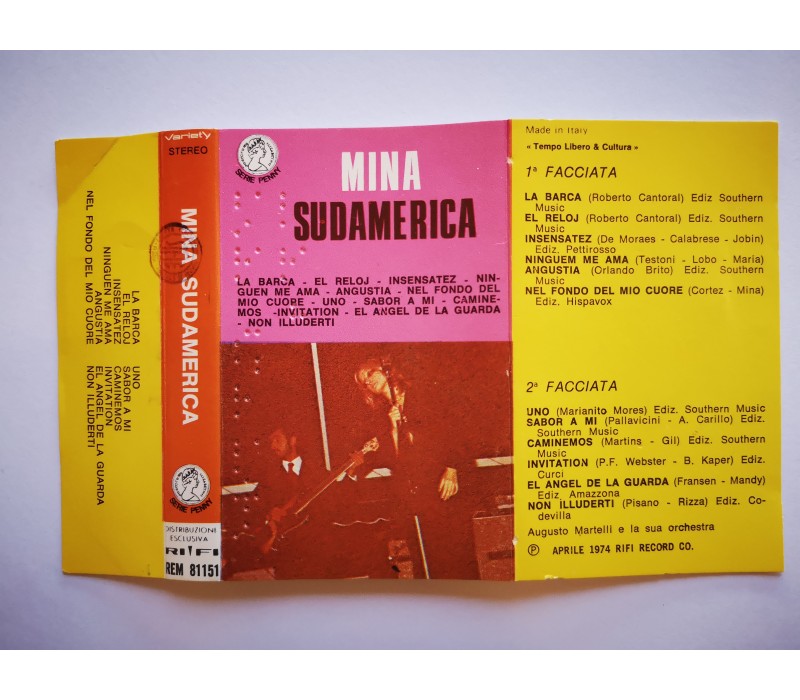 LA BARCA
EL RELOJ
INSENSATEZ
NINGUEN ME AMA
ANGUSTIA
NEL FONDO DEL MIO CUORE
UNO
SABOR A MI
CAMINEMOS
INVITATION
EL ANGEL DE LA GUARDA
NON ILLUDERTI
variety
STEREO
MINA SUDAMERICA
SERIE PENNY
DISTRIBUZIONE
ESCLUSIVA
RIFI
REM 81151
SERIE PENNY
MINA
SUDAMERICA
LA BARCA - EL RELOJ - INSENSATEZ - NIN-
GUEN ME AMA - ANGUSTIA - NEL FONDO DEL
MIO CUORE - UNO - SABOR A MI - CAMINE-
MOS -INVITATION - EL ANGEL DE LA GUARDA
- NON ILLUDERTI
Made in Italy
« Tempo Libero & Cultura »
1ª FACCIATA
LA BARCA (Roberto Cantoral) Ediz Southern
Music
EL RELOJ (Roberto Cantoral) Ediz. Southern
Music
INSENSATEZ (De Moraes - Calabrese - Jobin)
Ediz. Pettirosso
NINGUEM ME AMA (Testoni - Lobo - Maria)
ANGUSTIA (Orlando Brito) Ediz. Southern
Music
NEL FONDO DEL MIO CUORE (Cortez - Mina)
Ediz. Hispavox
2ª FACCIATA
UNO (Marianito Mores) Ediz. Southern Music
SABOR A MI (Pallavicini - A. Carillo) Ediz.
Southern Music
CAMINEMOS (Martins - Gil) Ediz. Southern
Music
INVITATION (P.F. Webster - B. Kaper) Ediz.
Curci
EL ANGEL DE LA GUARDA (Fransen - Mandy)
Ediz. Amazzona
NON ILLUDERTI (Pisano - Rizza) Ediz. Co-
devilla
Augusto Martelli e la sua orchestra
Ⓟ APRILE 1974 RIFI RECORD CO.